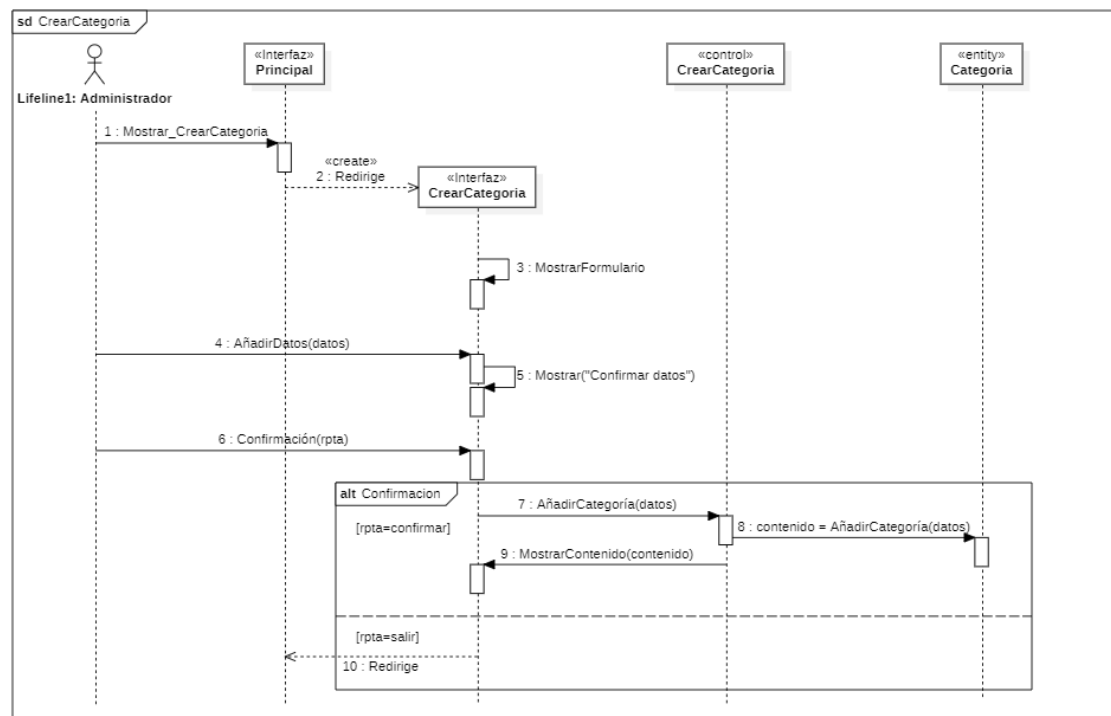 sd CrearCategoria
«Interfaz»
Principal
«control»
CrearCategoria
«entity»
Categoria
Lifeline1: Administrador
1 : Mostrar_CrearCategoria
«create»
2 : Redirige
«Interfaz»
CrearCategoria
3 : MostrarFormulario
4 : AñadirDatos(datos)
5 : Mostrar("Confirmar datos")
6 : Confirmación(rpta)
alt Confirmacion
7 : AñadirCategoría(datos)
[rpta=confirmar]
8 : contenido = AñadirCategoría(datos)
9 : MostrarContenido(contenido)
[rpta=salir]
10 : Redirige